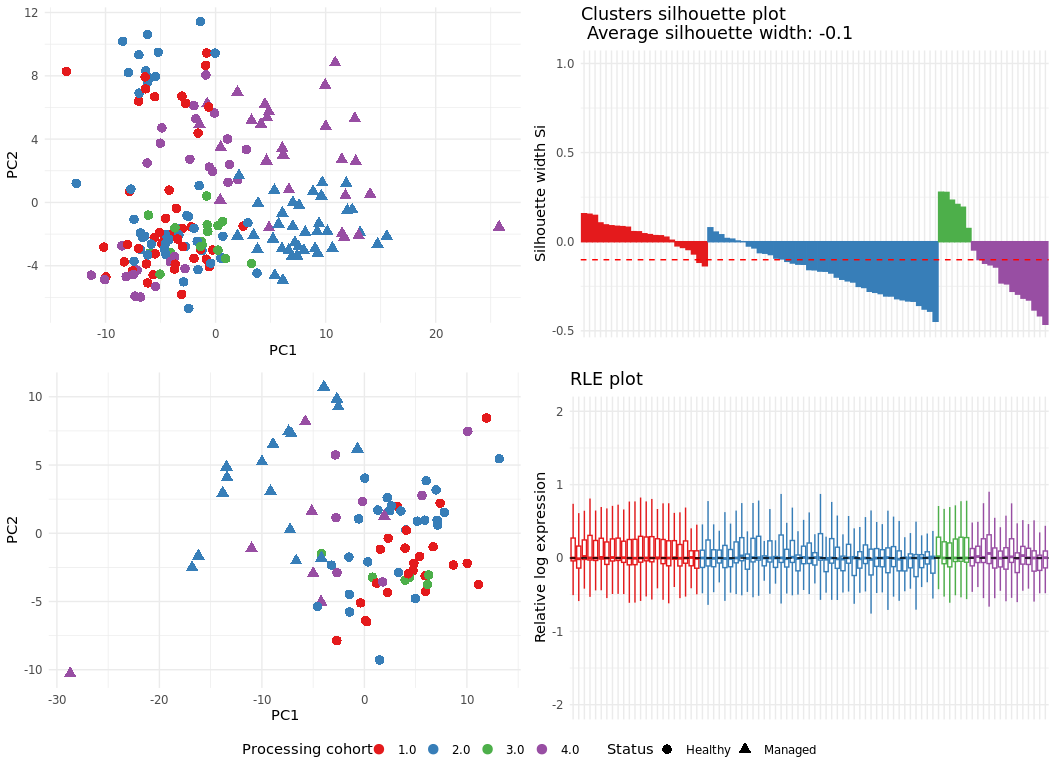 12
8
4
0
-4
PC2
-10
0
10
20
PC1
Clusters silhouette plot
Average silhouette width: -0.1
1.0
0.5
0.0
-0.5
Silhouette width Si
10
5
0
-5
-10
PC2
-30
-20
-10
0
10
PC1
RLE plot
2
1
0
-1
-2
Relative log expression
Processing cohort 1.0 2.0 3.0 4.0 Status Healthy Managed